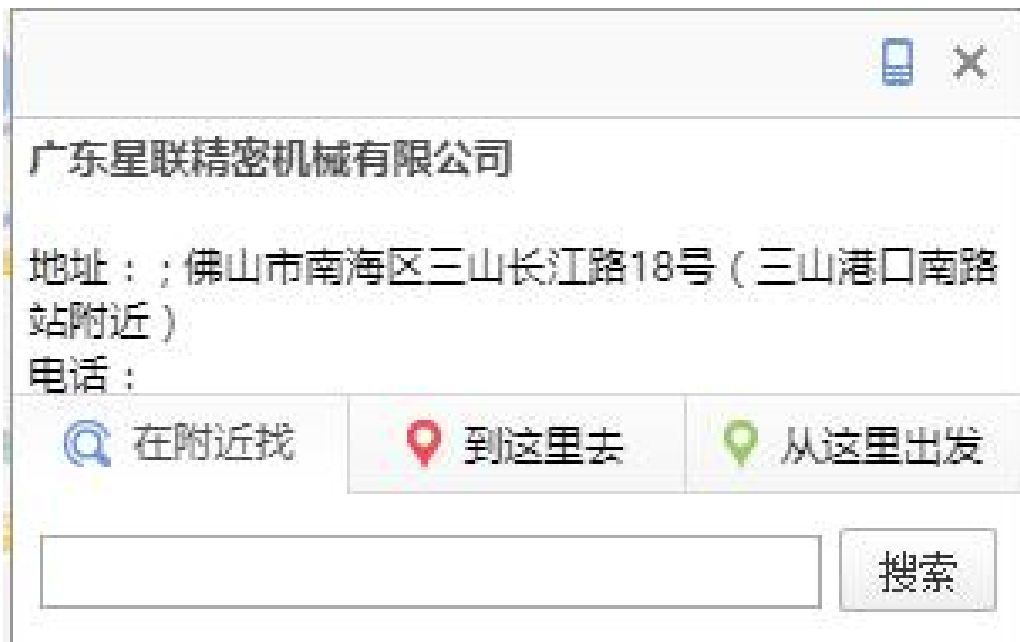 广东星联精密机械有限公司
地址：；佛山市南海区三山长江路18号（三山港口南路
站附近）
电话：
在附近找
到这里去
从这里出发
搜索